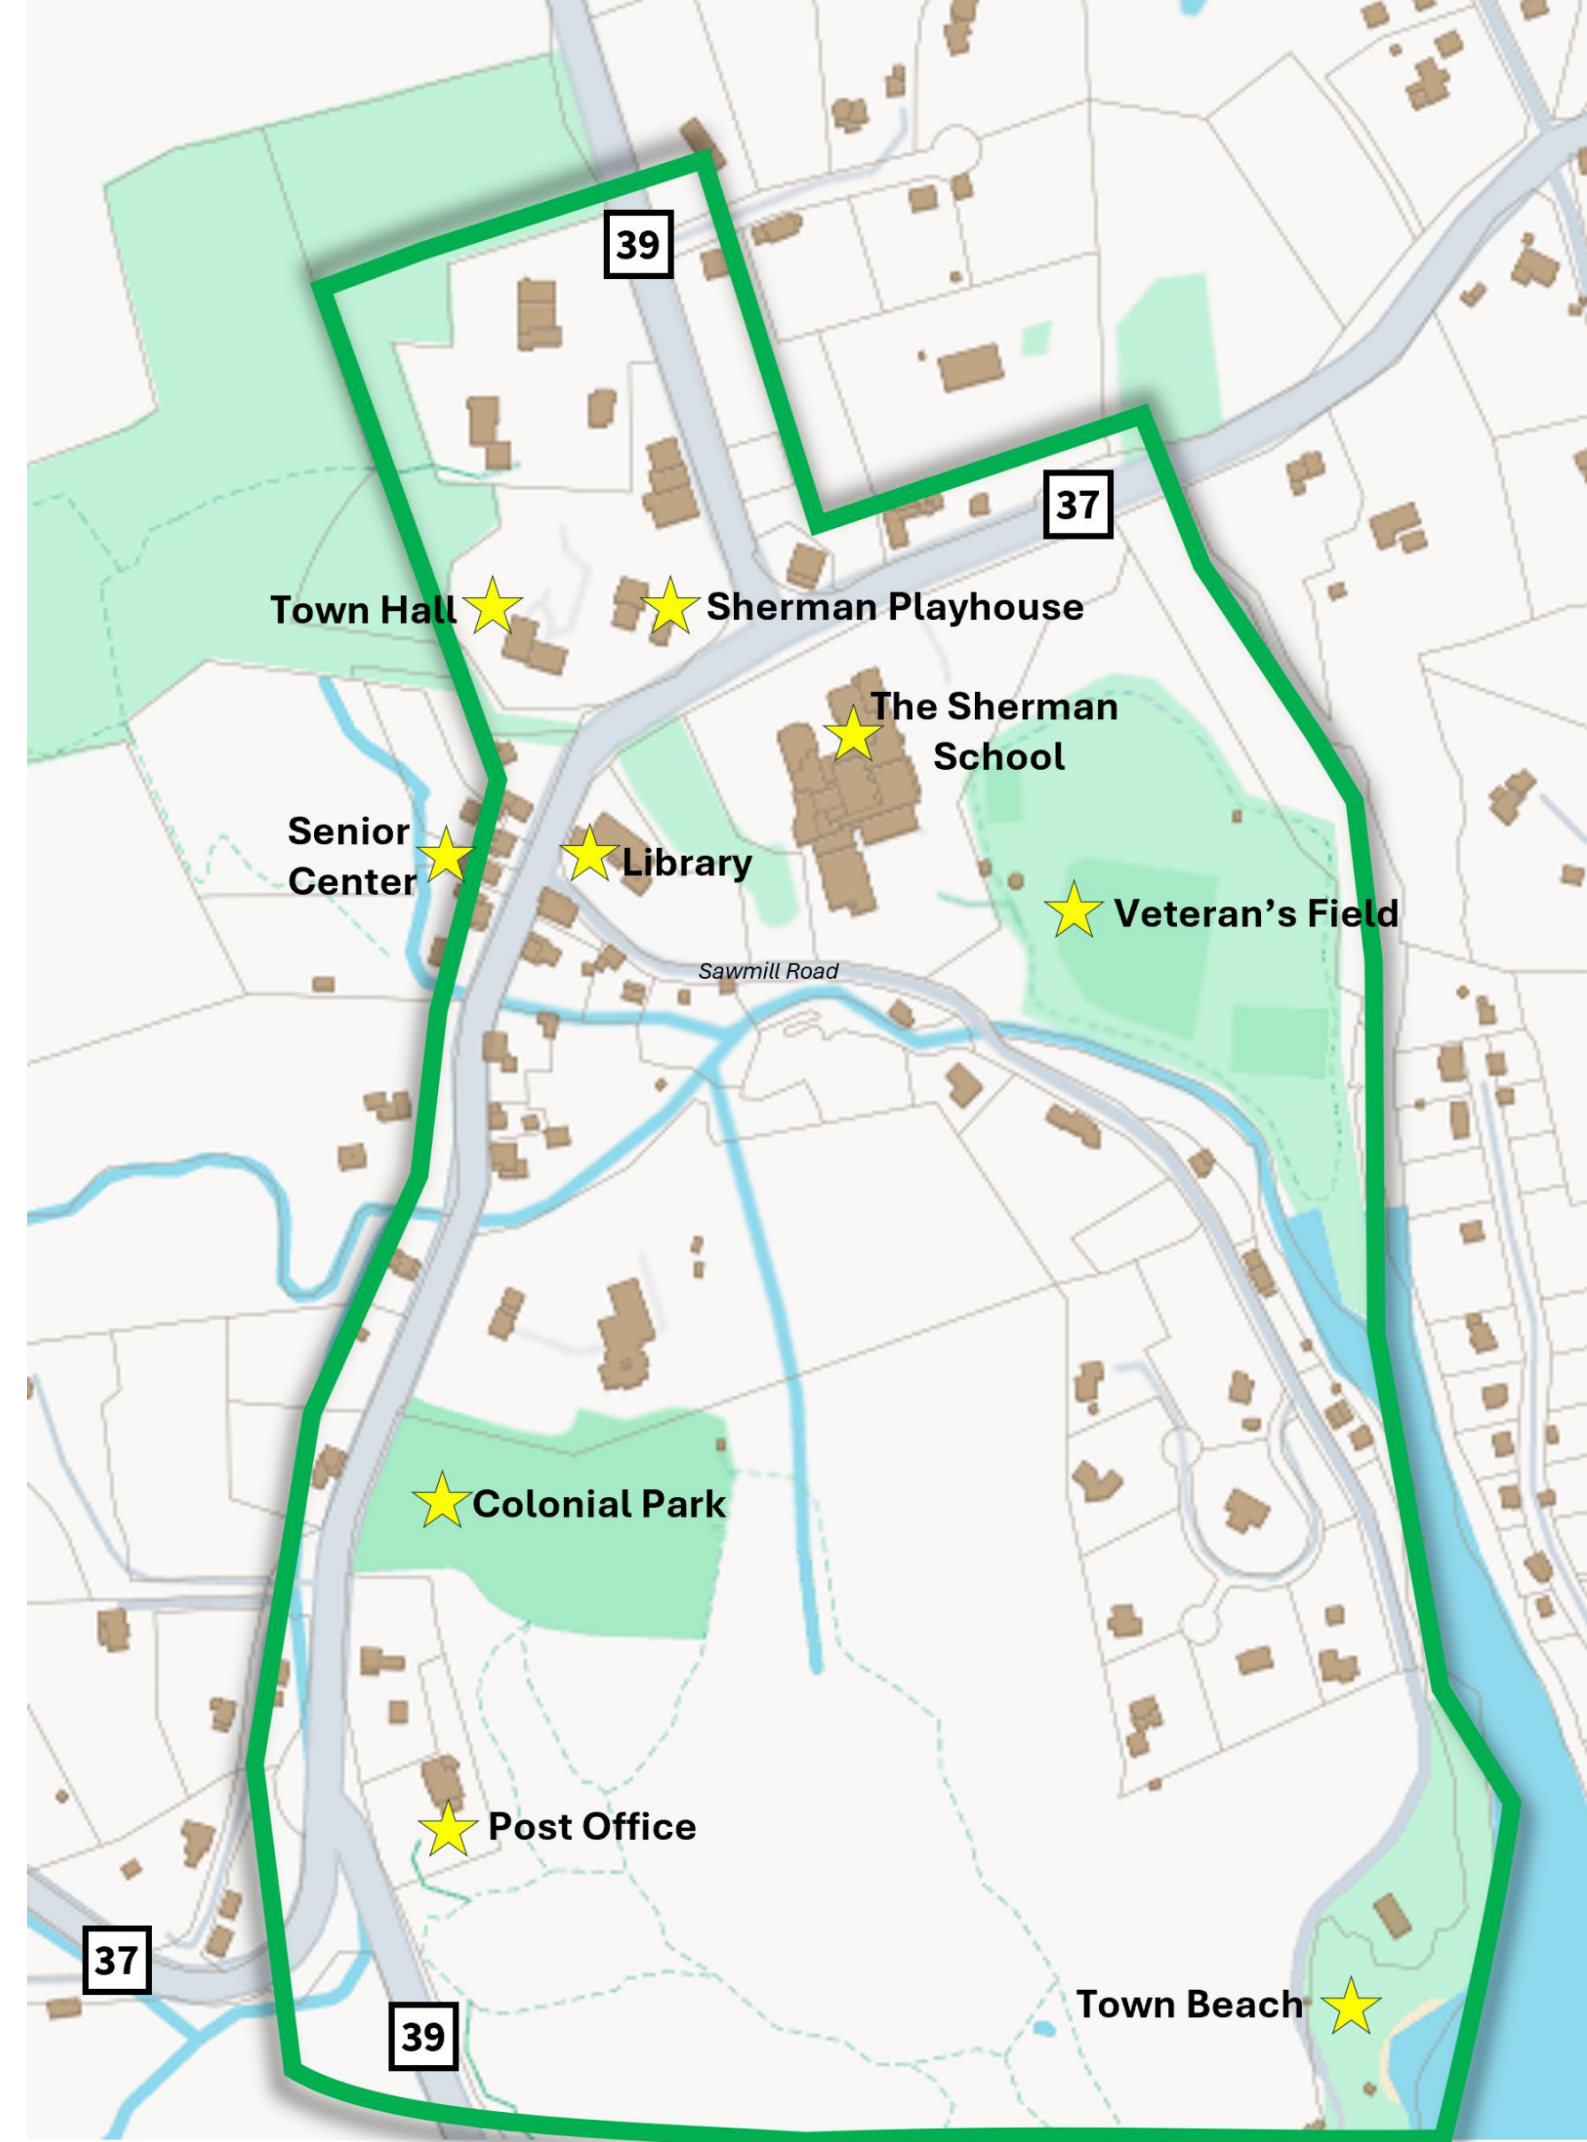 39
37
Town Hall
Sherman Playhouse
The Sherman
School
Senior
Center
Library
Veteran's Field
Sawmill Road
Colonial Park
Post Office
37
Town Beach
39